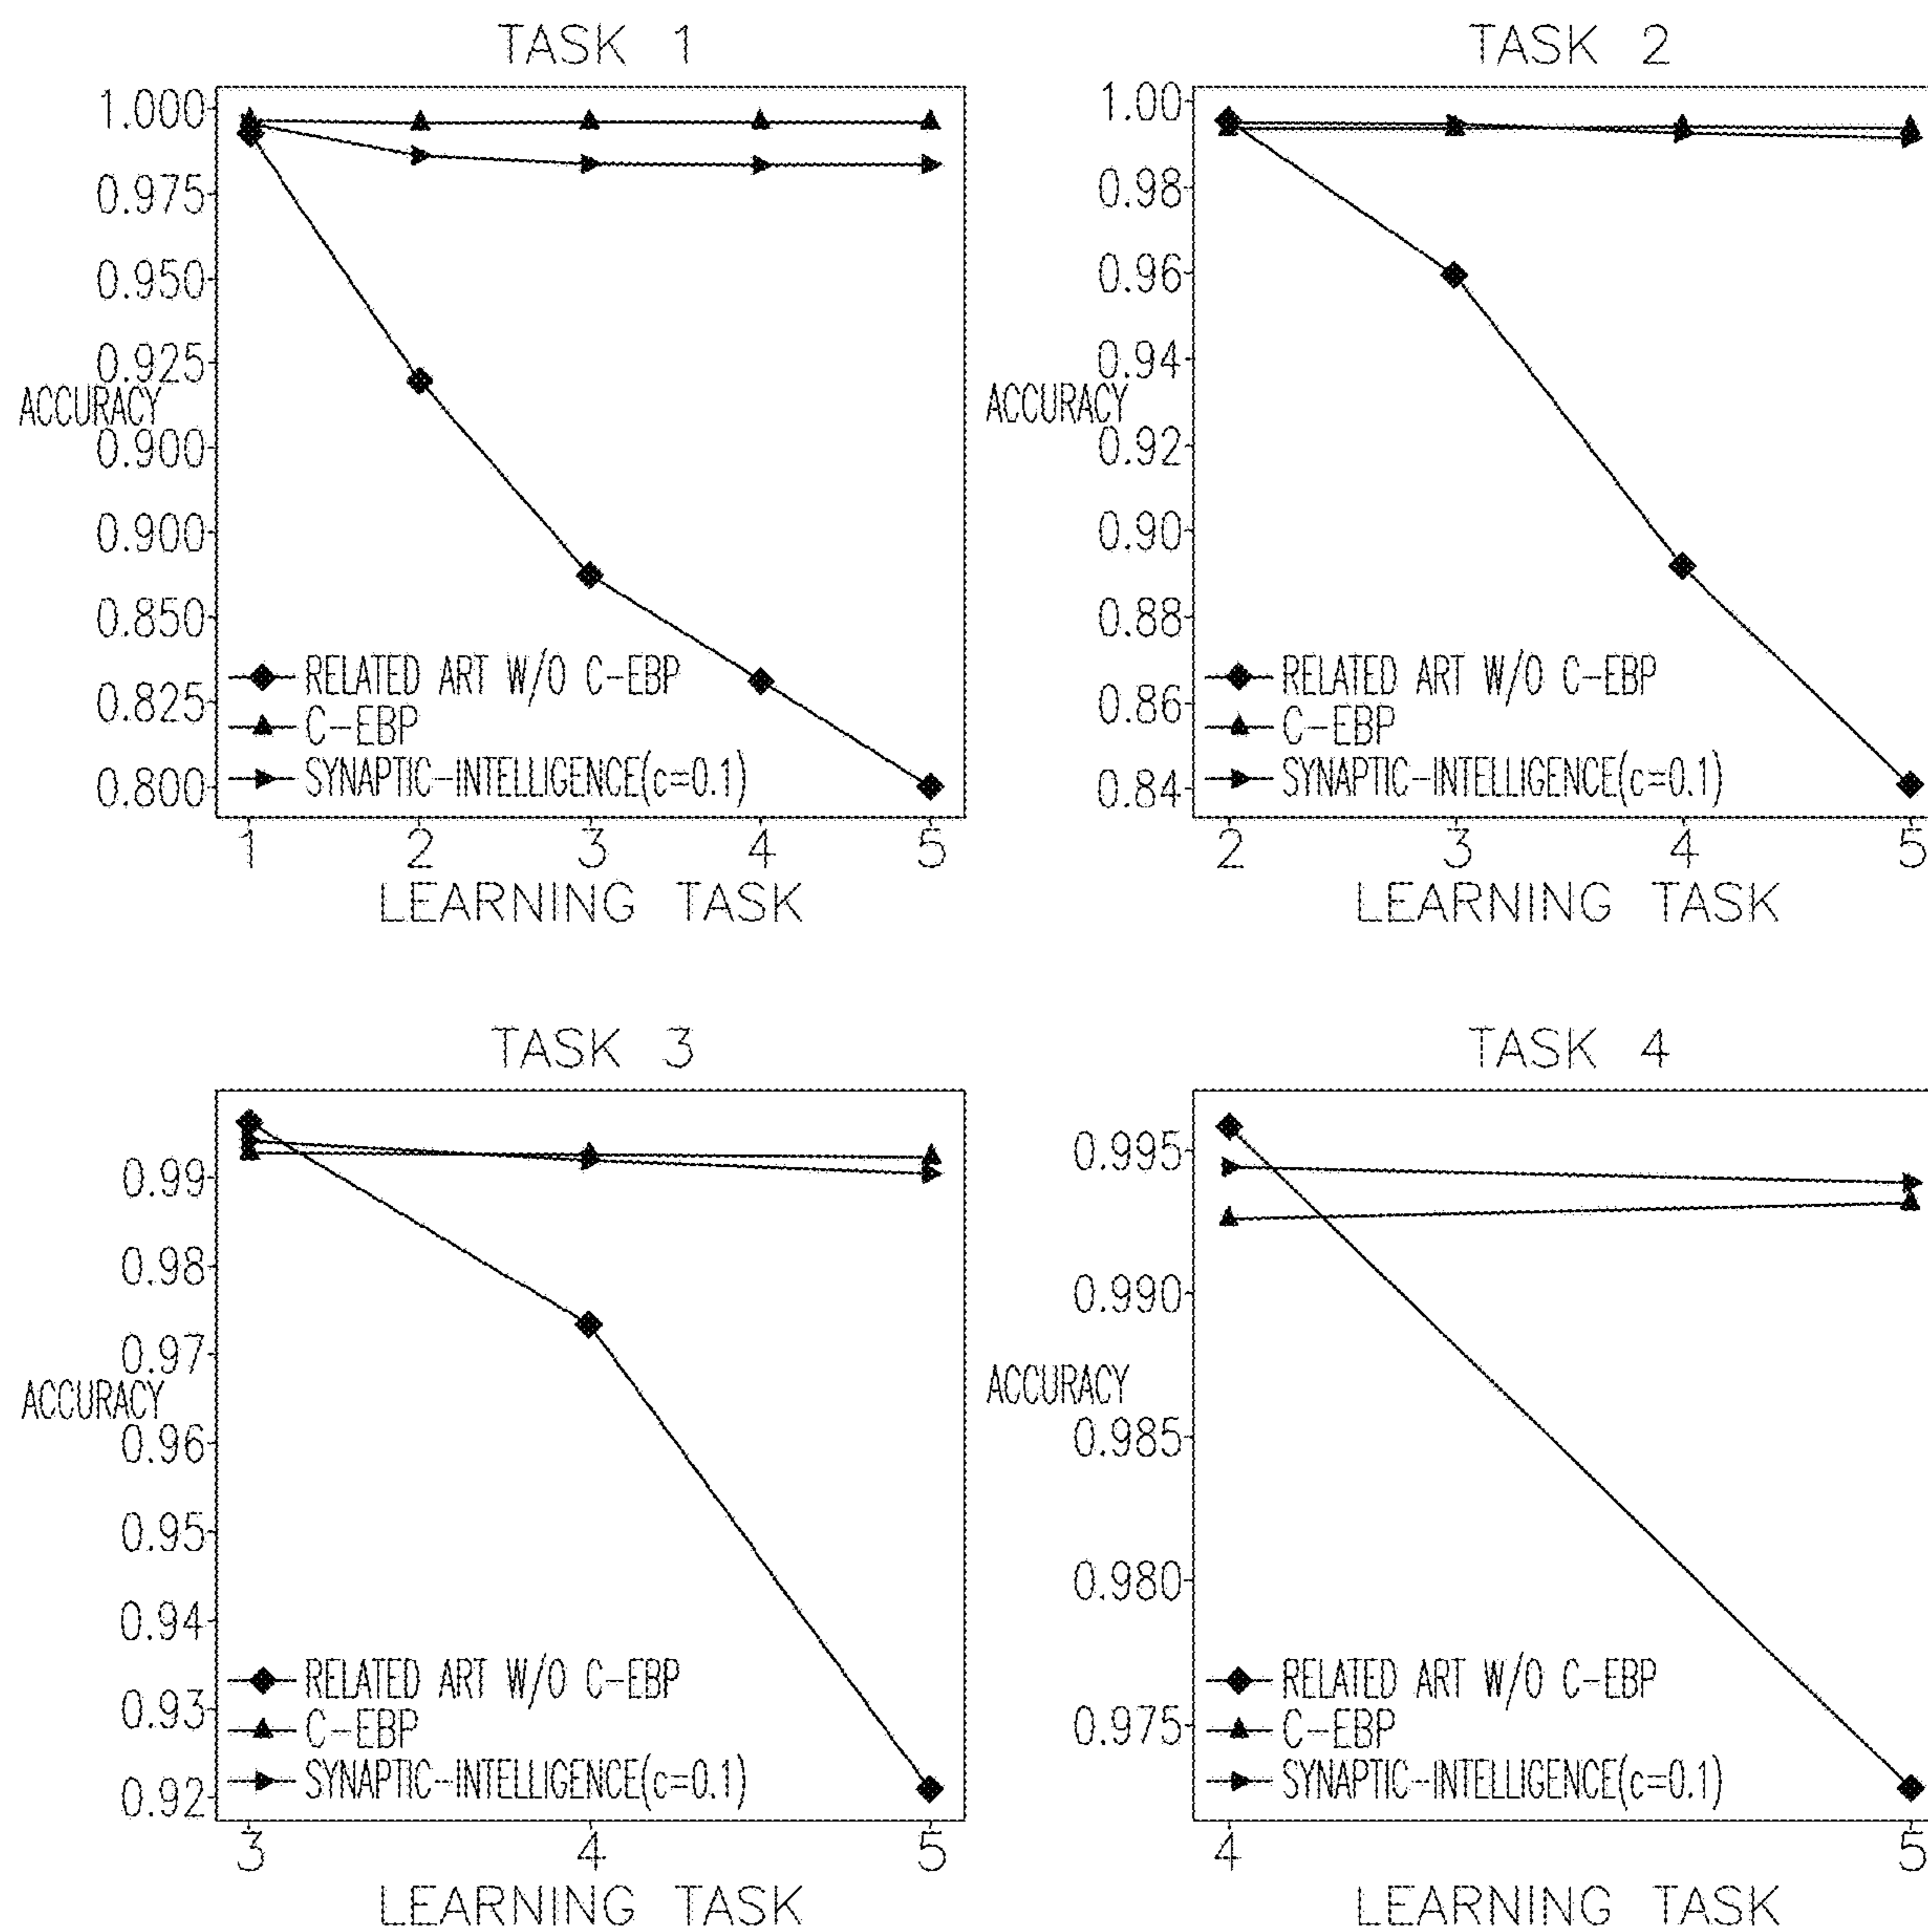 TASK 1
1.000
0.975
0.950
0.925
ACCURACY
0.900
0.900
0.850
0.825
0.800
RELATED ART W/O C-EBP
C-EBP
SYNAPTIC-INTELLIGENCE(c=0.1)
1 2 3 4 5
LEARNING TASK
TASK 2
1.00
0.98
0.96
0.94
ACCURACY
0.92
0.90
0.88
0.86
0.84
RELATED ART W/O C-EBP
C-EBP
SYNAPTIC-INTELLIGENCE(c=0.1)
2 3 4 5
LEARNING TASK
TASK 3
0.99
0.98
0.97
ACCURACY
0.96
0.95
0.94
0.93
0.92
RELATED ART W/O C-EBP
C-EBP
SYNAPTIC-INTELLIGENCE(c=0.1)
3 4 5
LEARNING TASK
TASK 4
0.995
0.990
ACCURACY
0.985
0.980
0.975
RELATED ART W/O C-EBP
C-EBP
SYNAPTIC-INTELLIGENCE(c=0.1)
4 5
LEARNING TASK